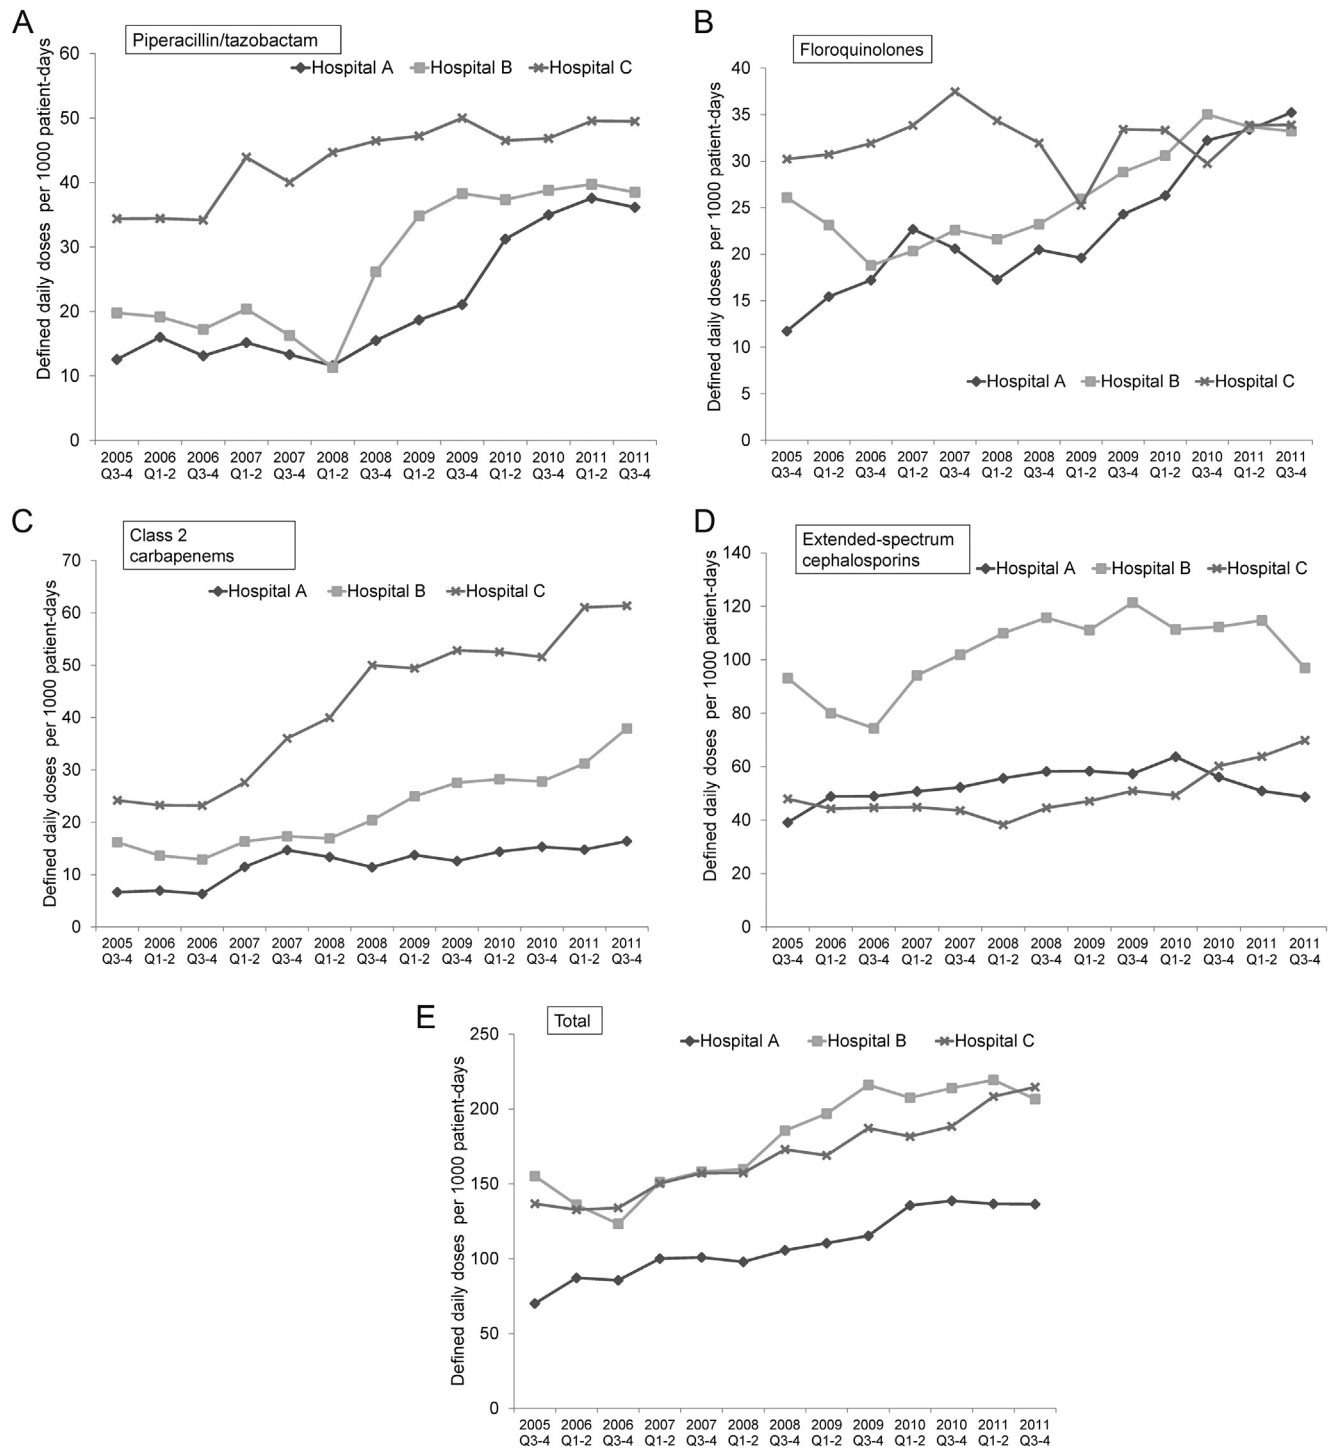 A
Piperacillin/tazobactam
Hospital A Hospital B Hospital C
Defined daily doses per 1000 patient-days
60
50
40
30
20
10
0
2005 2006 2006 2007 2007 2008 2008 2009 2009 2010 2010 2011 2011
Q3-4 Q1-2 Q3-4 Q1-2 Q3-4 Q1-2 Q3-4 Q1-2 Q3-4 Q1-2 Q3-4 Q1-2 Q3-4
B
Floroquinolones
Defined daily doses per 1000 patient-days
40
35
30
25
20
15
10
5
0
Hospital A Hospital B Hospital C
2005 2006 2006 2007 2007 2008 2008 2009 2009 2010 2010 2011 2011
Q3-4 Q1-2 Q3-4 Q1-2 Q3-4 Q1-2 Q3-4 Q1-2 Q3-4 Q1-2 Q3-4 Q1-2 Q3-4
C
Class 2
carbapenems
Hospital A Hospital B Hospital C
Defined daily doses per 1000 patient-days
70
60
50
40
30
20
10
0
2005 2006 2006 2007 2007 2008 2008 2009 2009 2010 2010 2011 2011
Q3-4 Q1-2 Q3-4 Q1-2 Q3-4 Q1-2 Q3-4 Q1-2 Q3-4 Q1-2 Q3-4 Q1-2 Q3-4
D
Extended-spectrum
cephalosporins
Hospital A Hospital B Hospital C
Defined daily doses per 1000 patient-days
140
120
100
80
60
40
20
0
2005 2006 2006 2007 2007 2008 2008 2009 2009 2010 2010 2011 2011
Q3-4 Q1-2 Q3-4 Q1-2 Q3-4 Q1-2 Q3-4 Q1-2 Q3-4 Q1-2 Q3-4 Q1-2 Q3-4
E
Total
Hospital A Hospital B Hospital C
Defined daily doses per 1000 patient-days
250
200
150
100
50
0
2005 2006 2006 2007 2007 2008 2008 2009 2009 2010 2010 2011 2011
Q3-4 Q1-2 Q3-4 Q1-2 Q3-4 Q1-2 Q3-4 Q1-2 Q3-4 Q1-2 Q3-4 Q1-2 Q3-4